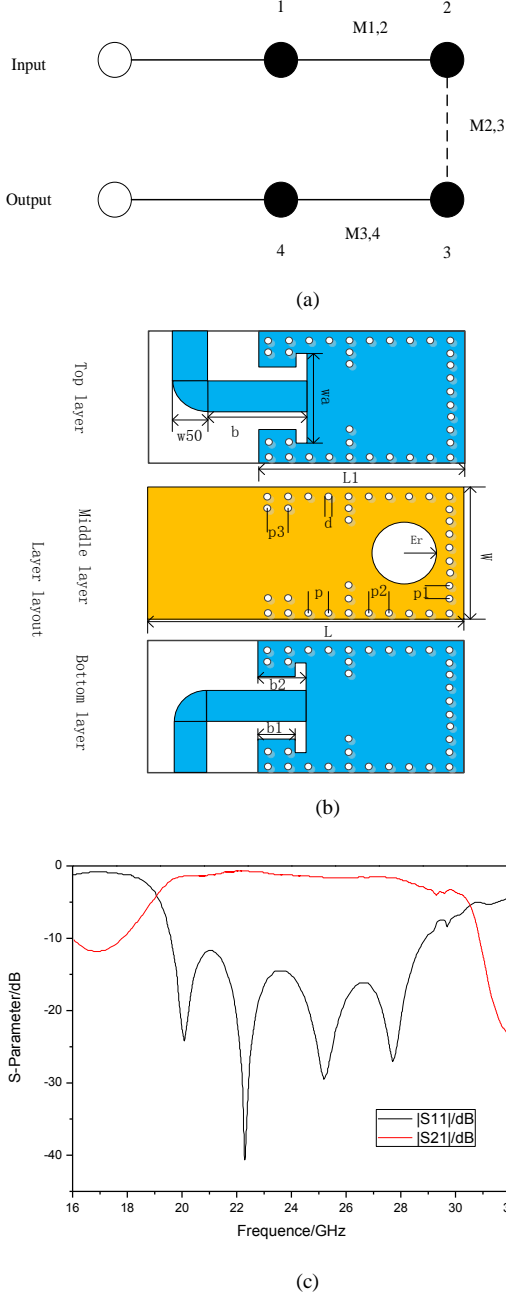 1
2
M1,2
Input
M2,3
Output
M3,4
4
3
(a)
Top layer
wa
w50
b
L1
Middle layer
Layer layout
p3
d
Er
W
p
p2
p1
L
Bottom layer
b2
b1
(b)
0
-10
-20
-30
-40
S-Parameter/dB
|S11|/dB
|S21|/dB
16
18
20
22
24
26
28
30
32
Frequence/GHz
(c)